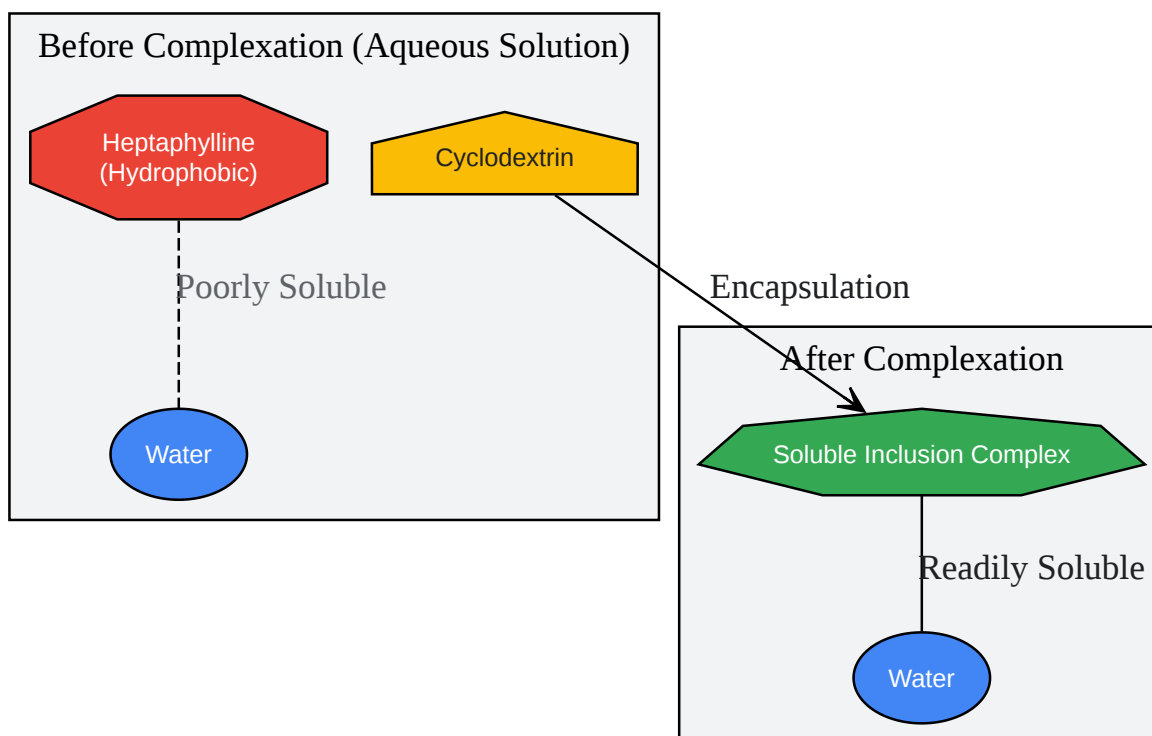 Before Complexation (Aqueous Solution)
Heptaphylline
(Hydrophobic)
Cyclodextrin
Poorly Soluble
Encapsulation
Water
After Complexation
Soluble Inclusion Complex
Readily Soluble
Water